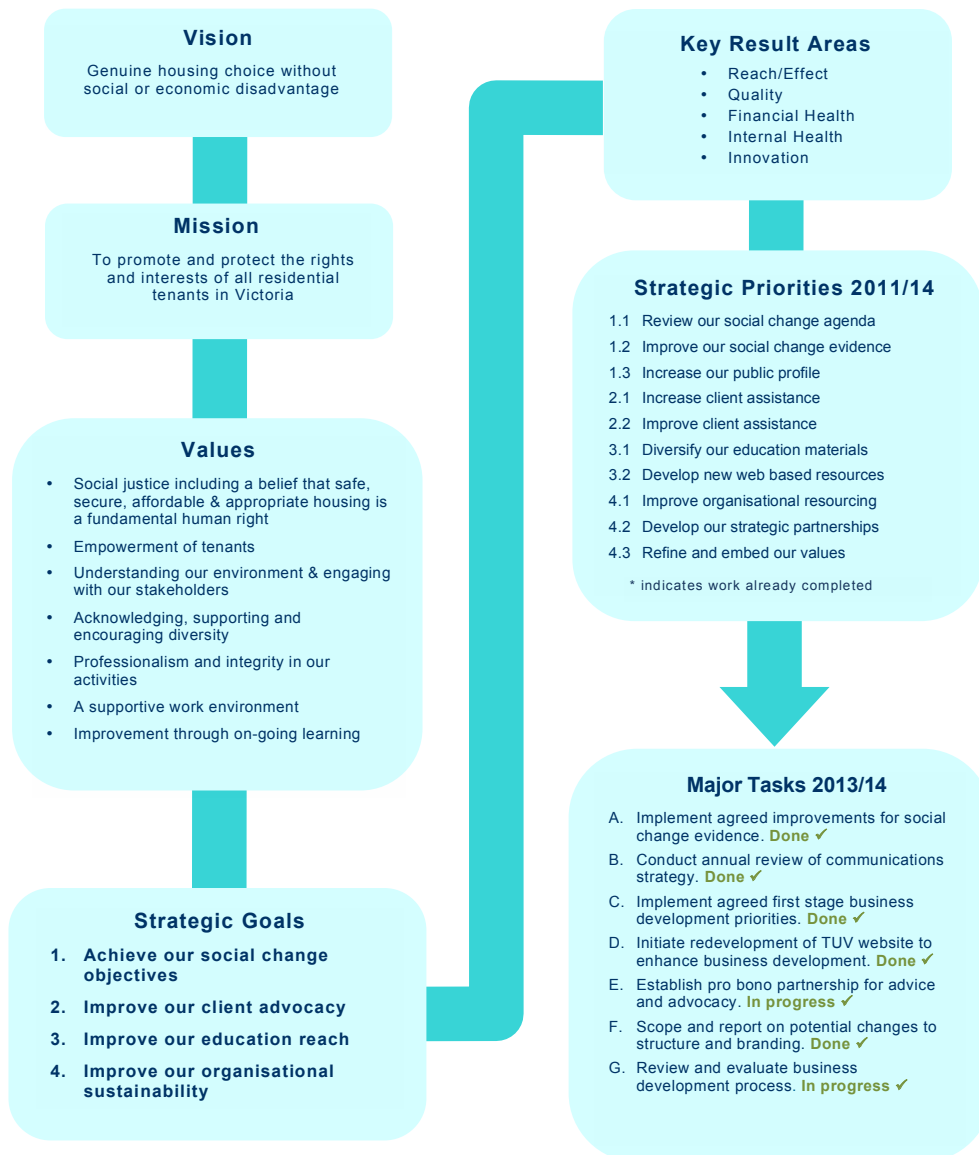 Vision
Genuine housing choice without
social or economic disadvantage
Mission
To promote and protect the rights
and interests of all residential
tenants in Victoria
Values
• Social justice including a belief that safe,
secure, affordable & appropriate housing is
a fundamental human right
• Empowerment of tenants
• Understanding our environment & engaging
with our stakeholders
• Acknowledging, supporting and
encouraging diversity
• Professionalism and integrity in our
activities
• A supportive work environment
• Improvement through on-going learning
Strategic Goals
1. Achieve our social change
objectives
2. Improve our client advocacy
3. Improve our education reach
4. Improve our organisational
sustainability
Key Result Areas
• Reach/Effect
• Quality
• Financial Health
• Internal Health
• Innovation
Strategic Priorities 2011/14
1.1 Review our social change agenda
1.2 Improve our social change evidence
1.3 Increase our public profile
2.1 Increase client assistance
2.2 Improve client assistance
3.1 Diversify our education materials
3.2 Develop new web based resources
4.1 Improve organisational resourcing
4.2 Develop our strategic partnerships
4.3 Refine and embed our values
* indicates work already completed
Major Tasks 2013/14
A. Implement agreed improvements for social
change evidence. Done ✓
B. Conduct annual review of communications
strategy. Done ✓
C. Implement agreed first stage business
development priorities. Done ✓
D. Initiate redevelopment of TUV website to
enhance business development. Done ✓
E. Establish pro bono partnership for advice
and advocacy. In progress ✓
F. Scope and report on potential changes to
structure and branding. Done ✓
G. Review and evaluate business
development process. In progress ✓